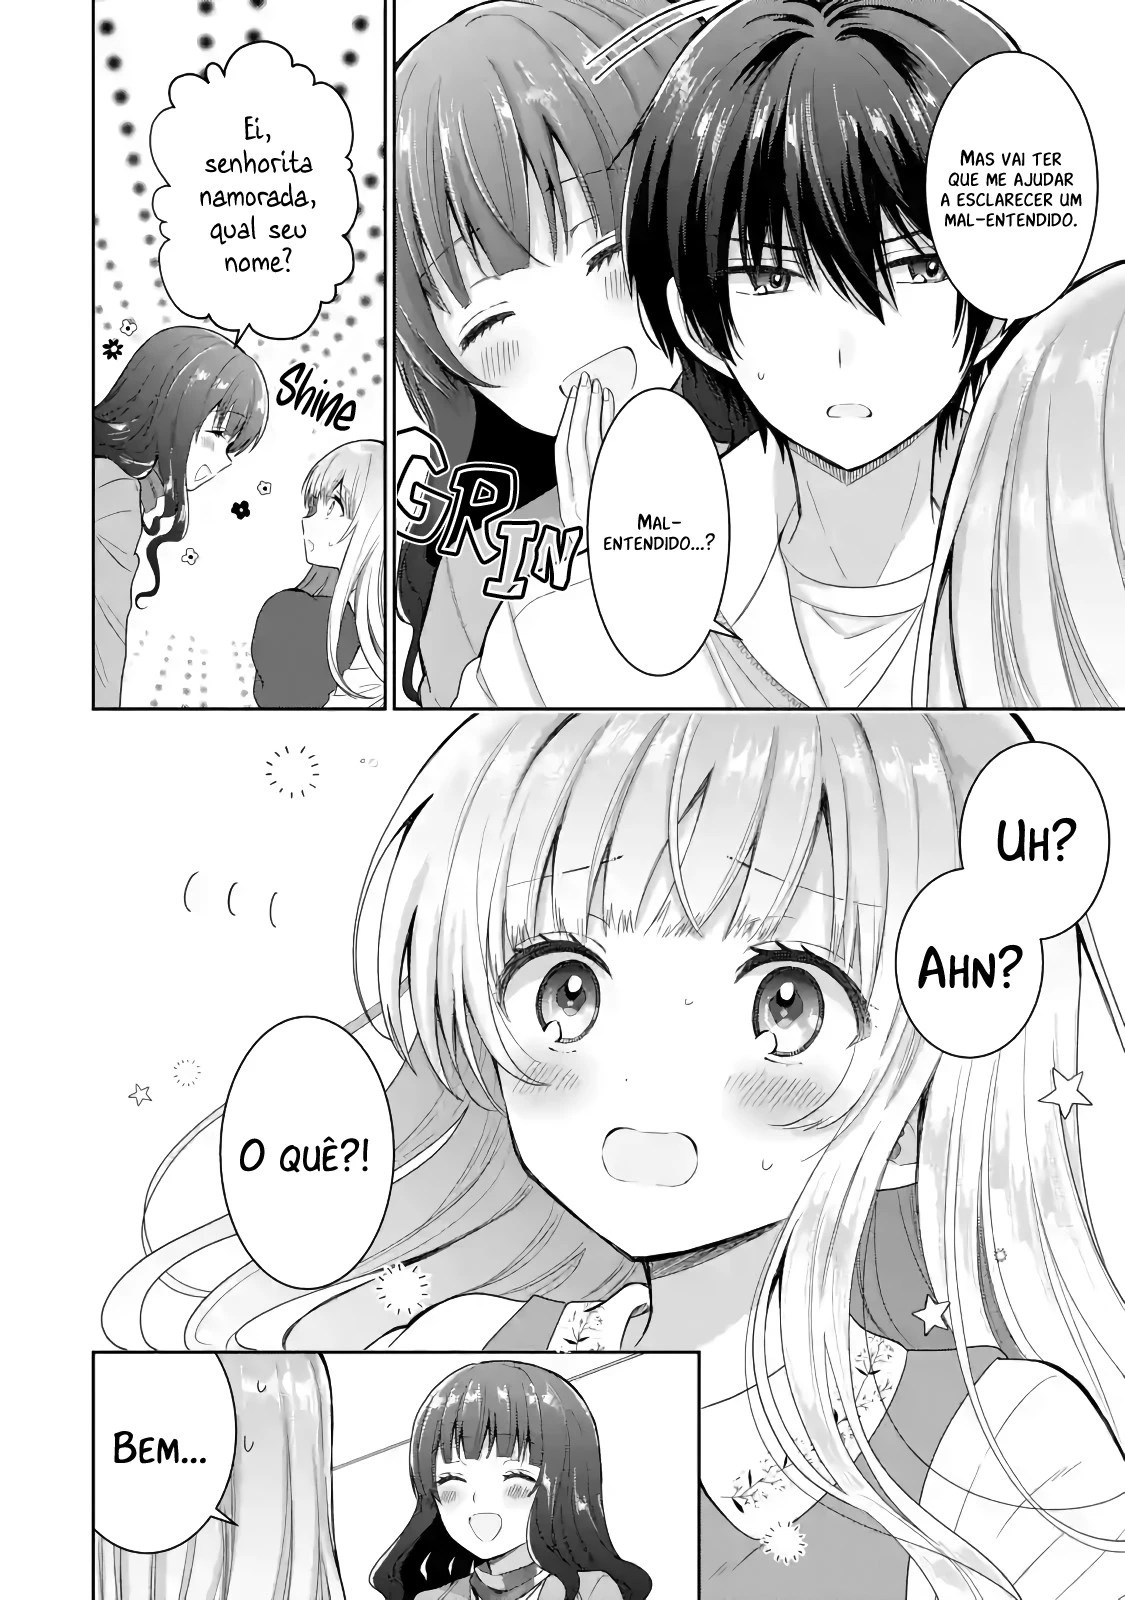 Mas vai ter
que me ajudar
a esclarecer um
mal-entendido.
Mal-
entendido...?
GRIN
Ei,
senhorita
namorada,
qual seu
nome?
Shine
Uh?
Ahn?
O quê?!
Bem...